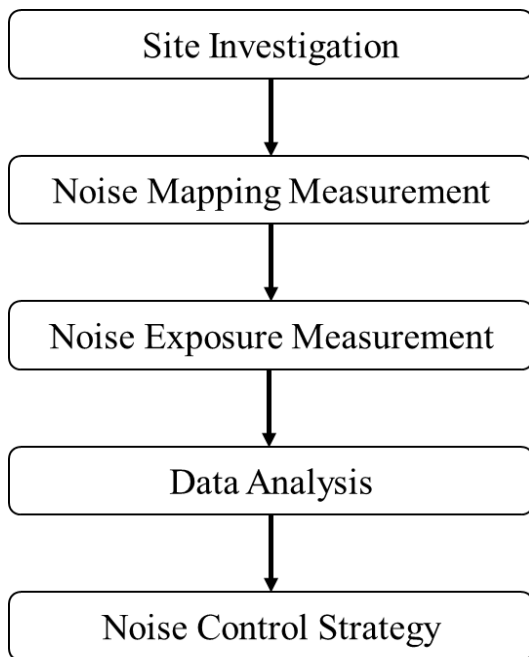 Site Investigation
Noise Mapping Measurement
Noise Exposure Measurement
Data Analysis
Noise Control Strategy